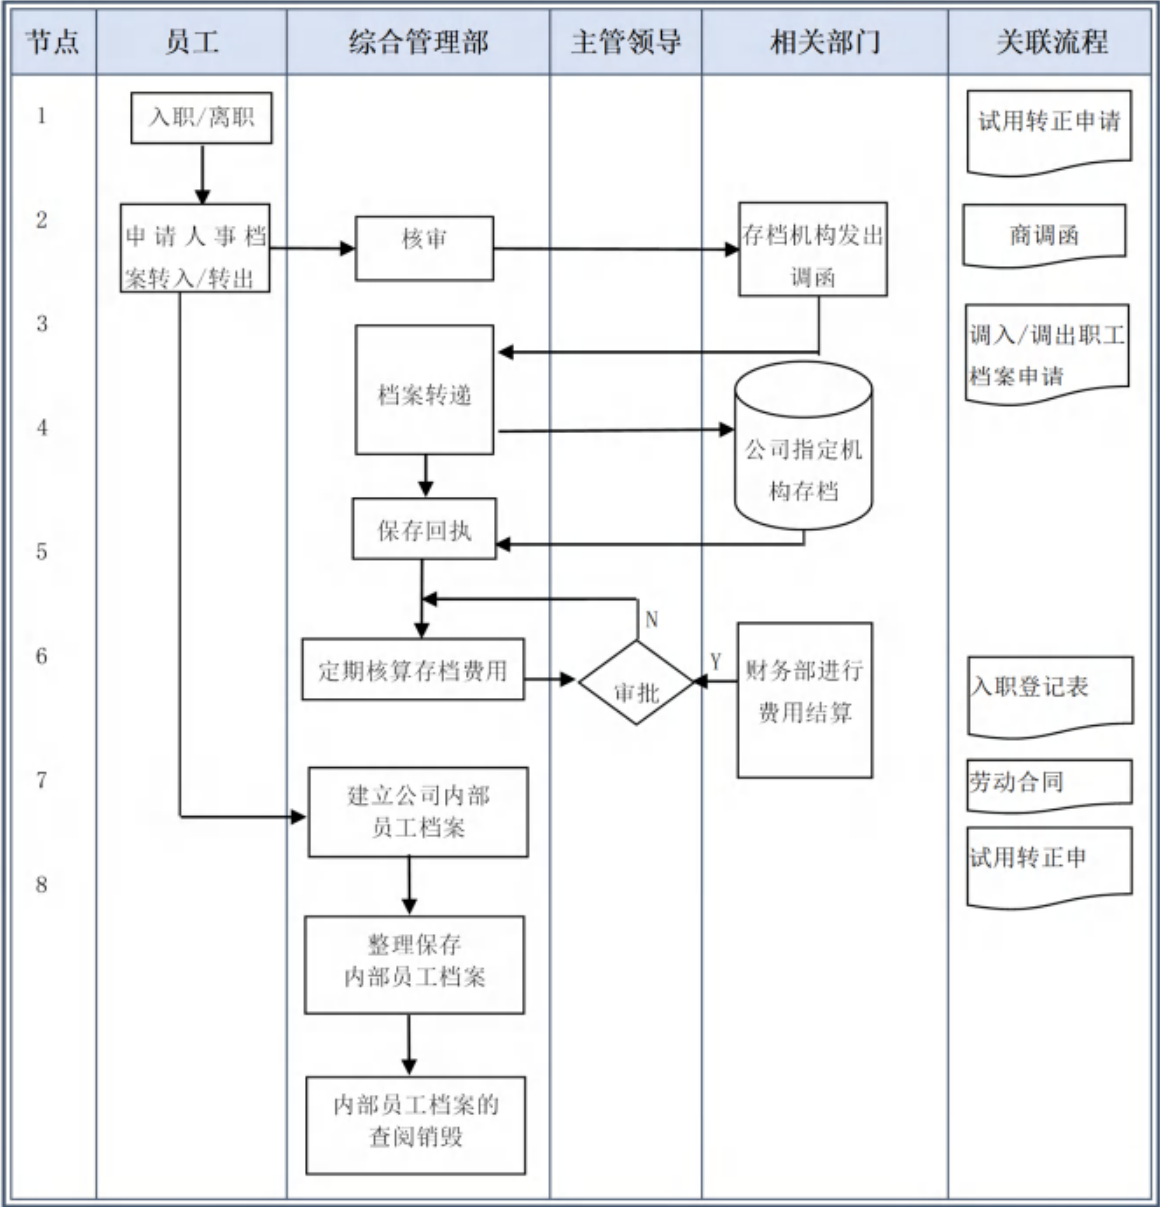 节点 员工 综合管理部 主管领导 相关部门 关联流程
1
入职/离职
试用转正申请
2
申请人事档
案转入/转出
核审
存档机构发出
调函
商调函
3
调入/调出职工
档案申请
档案转递
4
公司指定机
构存档
保存回执
5
N
6
定期核算存档费用
审批
Y
财务部进行
费用结算
入职登记表
7
建立公司内部
员工档案
劳动合同
试用转正申
8
整理保存
内部员工档案
内部员工档案的
查阅销毁